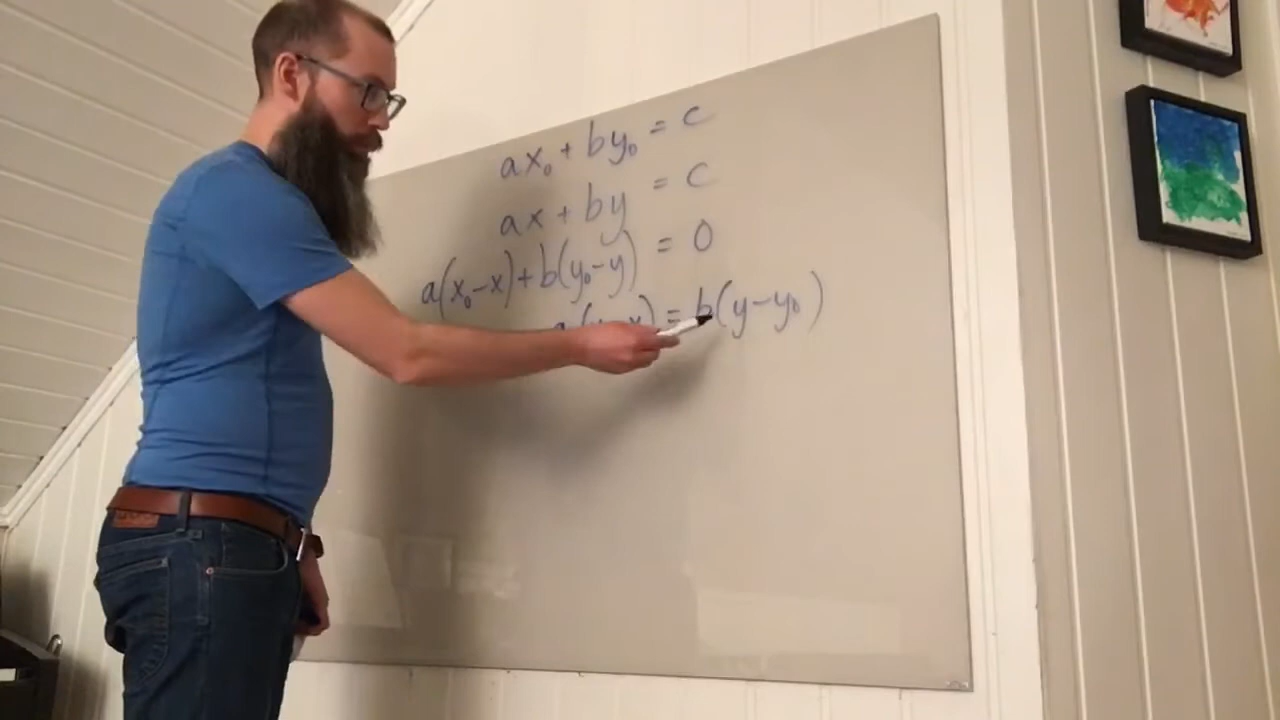 ax₀ + by₀ = c
ax + by = c
a(x₀-x) + b(y₀-y) = 0
= b(y-y₀)